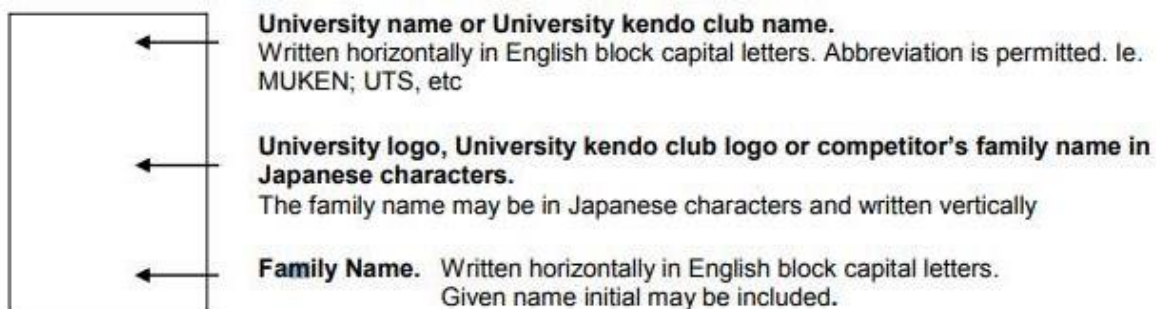 University name or University kendo club name.
Written horizontally in English block capital letters. Abbreviation is permitted. Ie.
MUKEN; UTS, etc
University logo, University kendo club logo or competitor's family name in
Japanese characters.
The family name may be in Japanese characters and written vertically
Family Name. Written horizontally in English block capital letters.
Given name initial may be included.